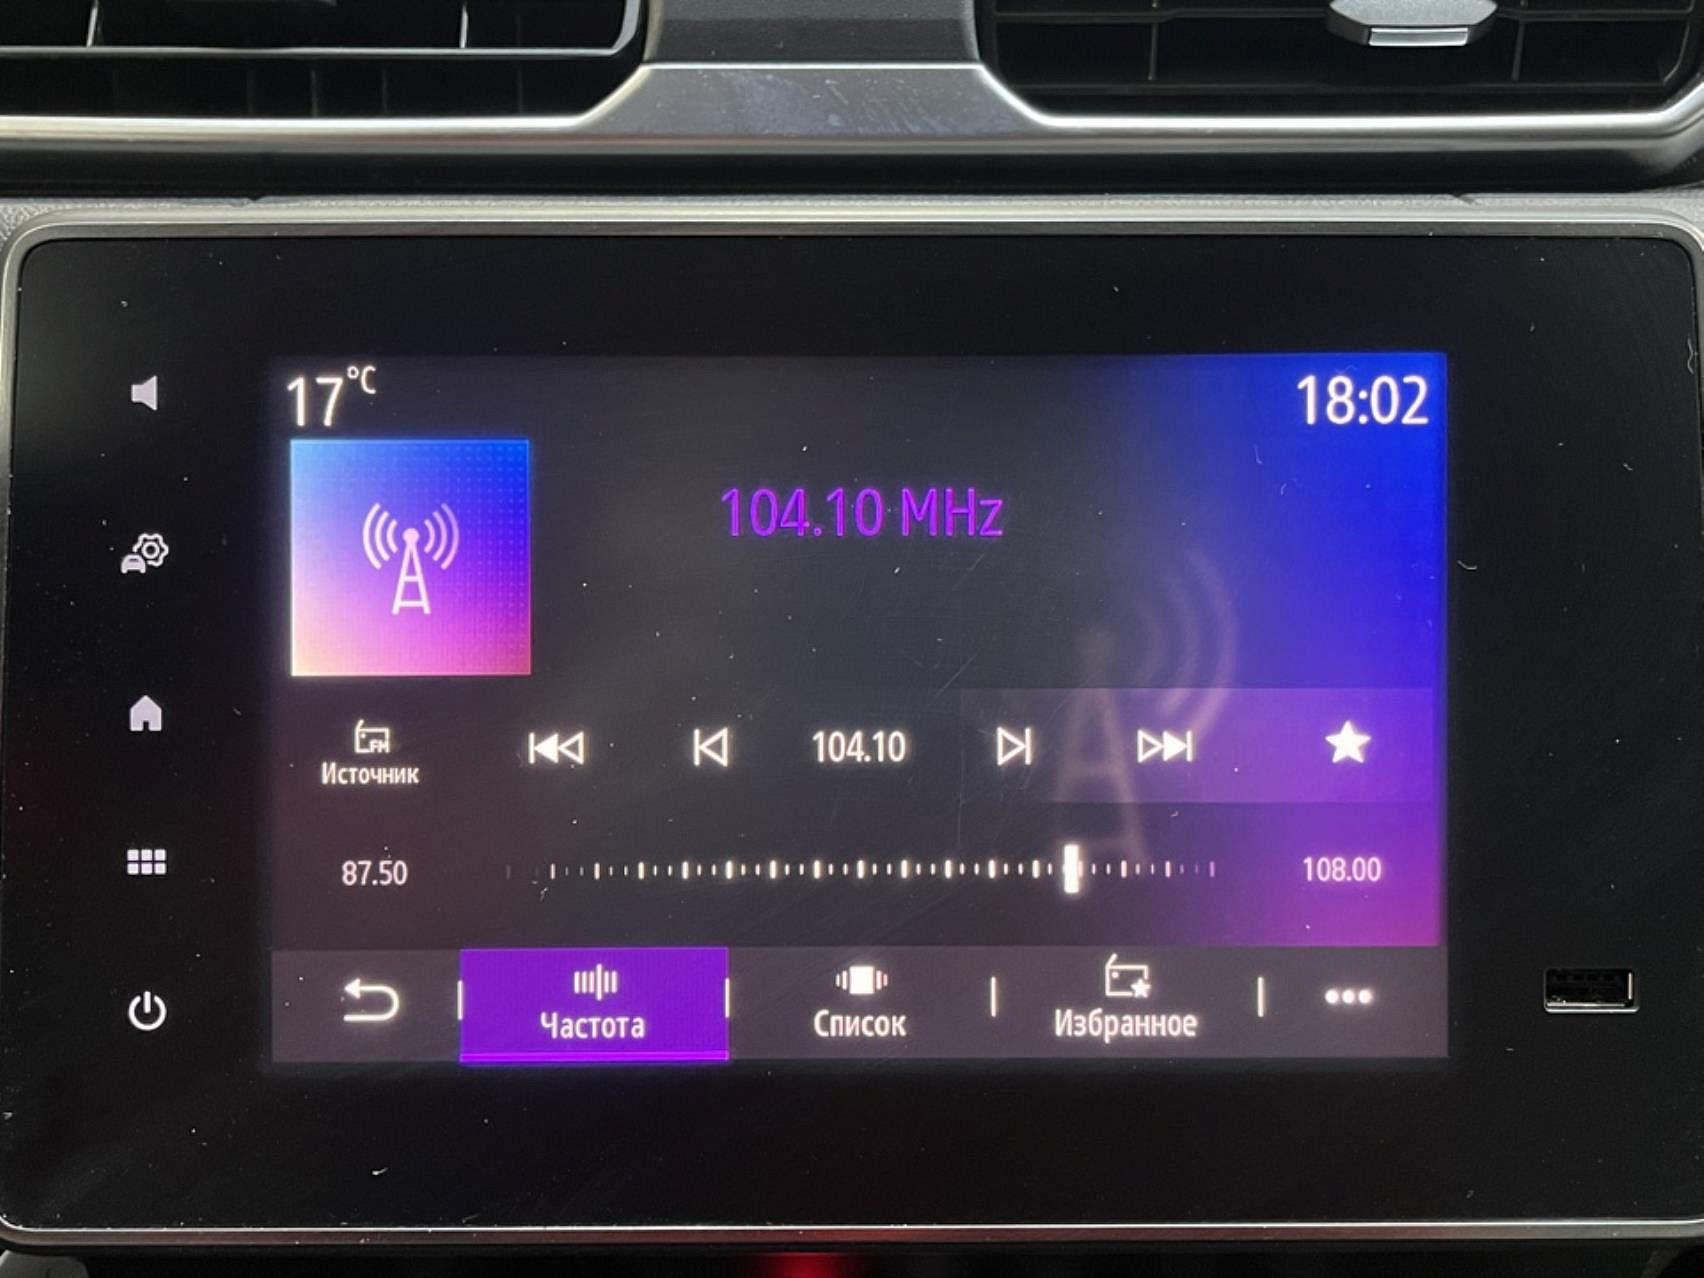 17°C
18:02
104.10 MHz
FM
Источник
104.10
87.50
108.00
Частота
Список
Избранное